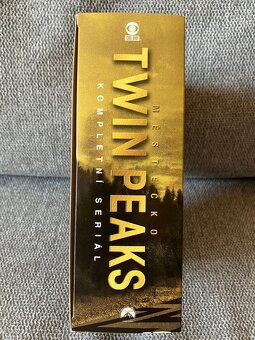 MĚSTEČKO
TWIN PEAKS
KOMPLETNÍ SERIÁL